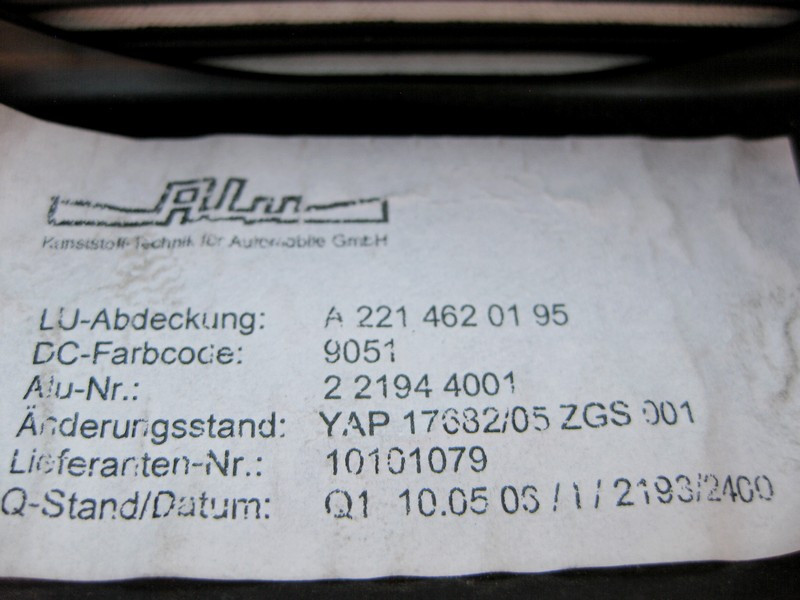 Kunststoff-Technik für Automobile GmbH
LU-Abdeckung: A 221 462 01 95
DC-Farbcode: 9051
Alu-Nr.: 2 2194 4001
Änderungsstand: YAP 17682/05 ZGS 001
Lieferanten-Nr.: 10101079
Q-Stand/Datum: Q1 10.05 06 / 1 / 2193/2400